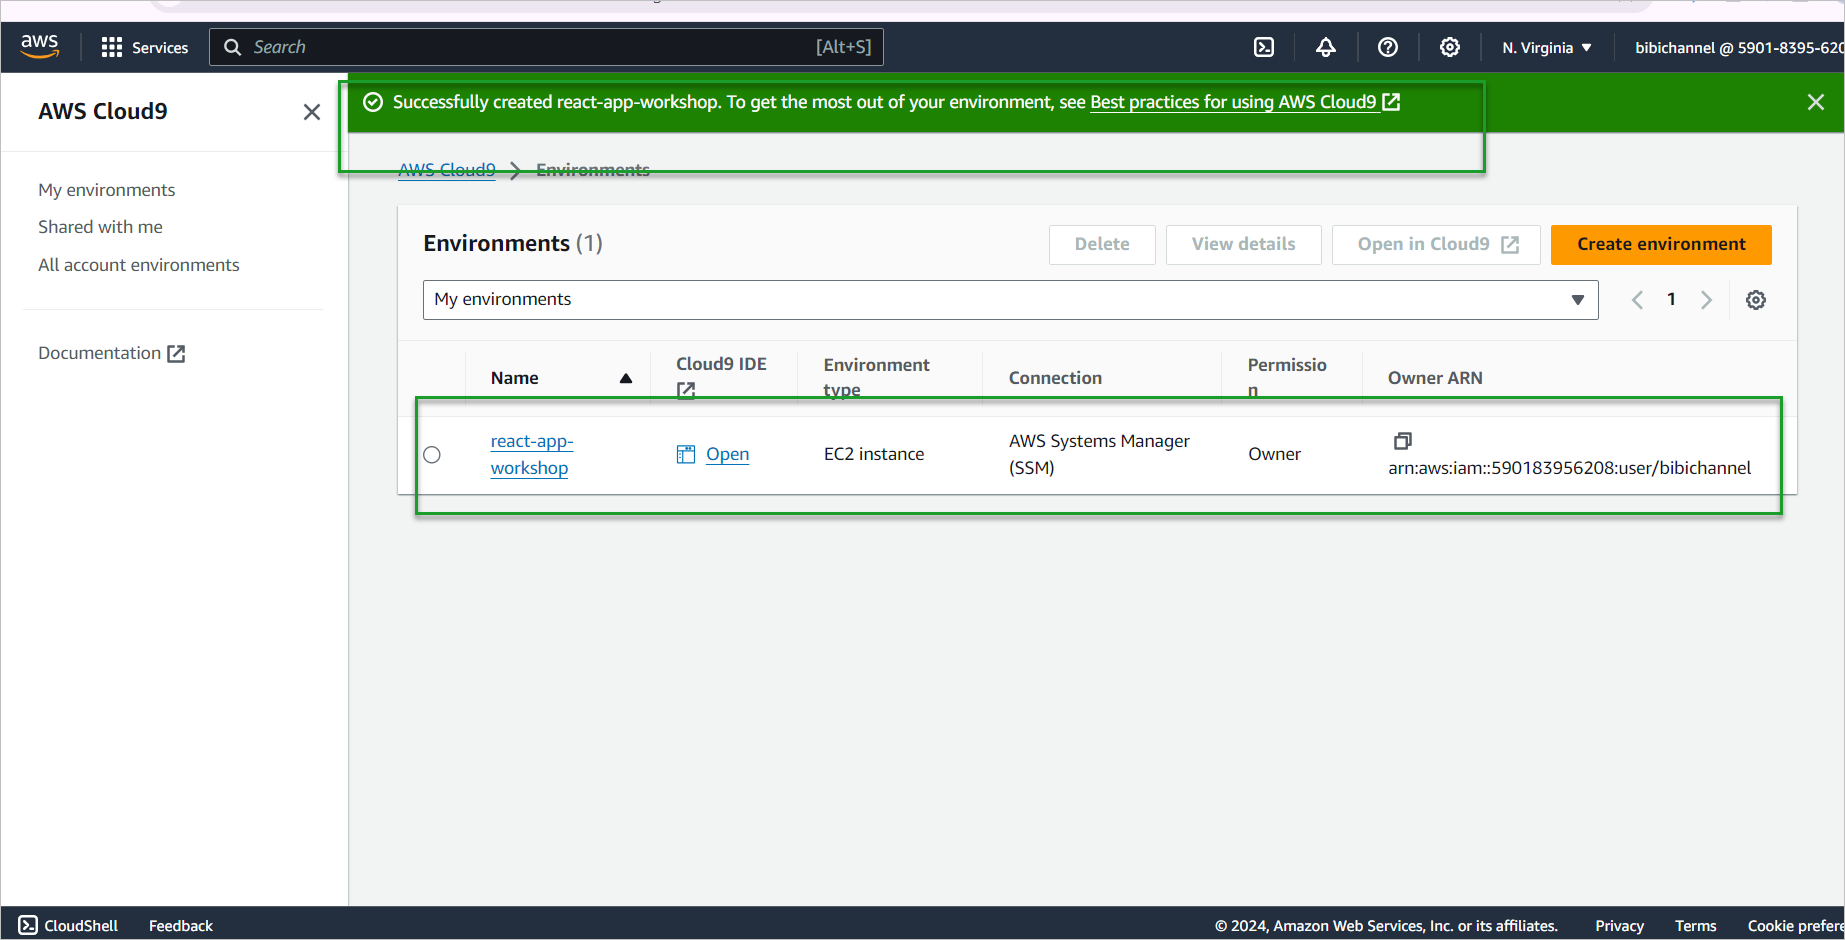 aws
Services
Search
[Alt+S]
N. Virginia
bibichannel @ 5901-8395-620
AWS Cloud9
My environments
Shared with me
All account environments
Documentation
Successfully created react-app-workshop. To get the most out of your environment, see Best practices for using AWS Cloud9
AWS Cloud9 > Environments
Environments (1)
Delete
View details
Open in Cloud9
Create environment
My environments
1
Name
Cloud9 IDE
Environment
type
Connection
Permissio
n
Owner ARN
react-app-
workshop
Open
EC2 instance
AWS Systems Manager
(SSM)
Owner
arn:aws:iam::590183956208:user/bibichannel
CloudShell
Feedback
© 2024, Amazon Web Services, Inc. or its affiliates.
Privacy
Terms
Cookie prefere